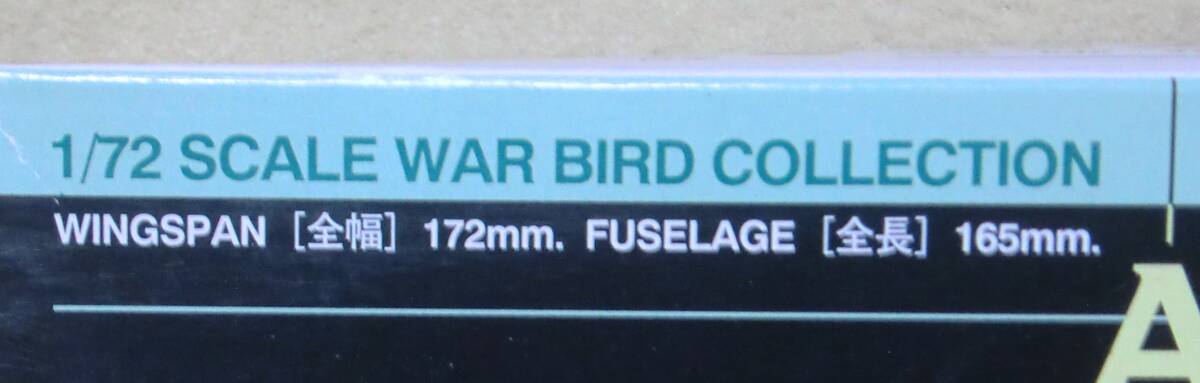 1/72 SCALE WAR BIRD COLLECTION
WINGSPAN [全幅] 172mm. FUSELAGE [全長] 165mm.
A